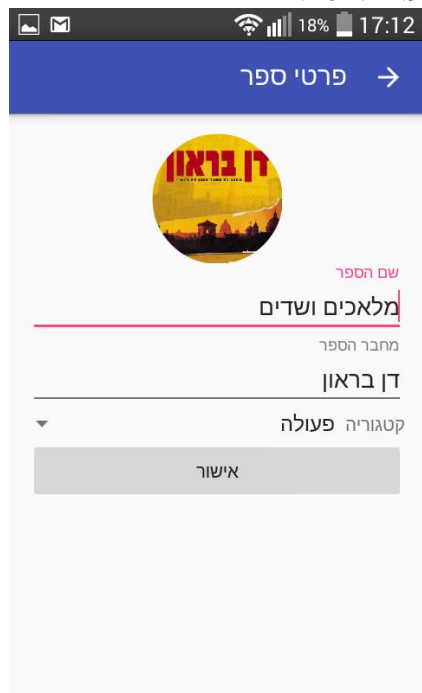 18% 17:12
פרטי ספר
דן בראון
שם הספר
מלאכים ושדים
מחבר הספר
דן בראון
קטגוריה פעולה
אישור